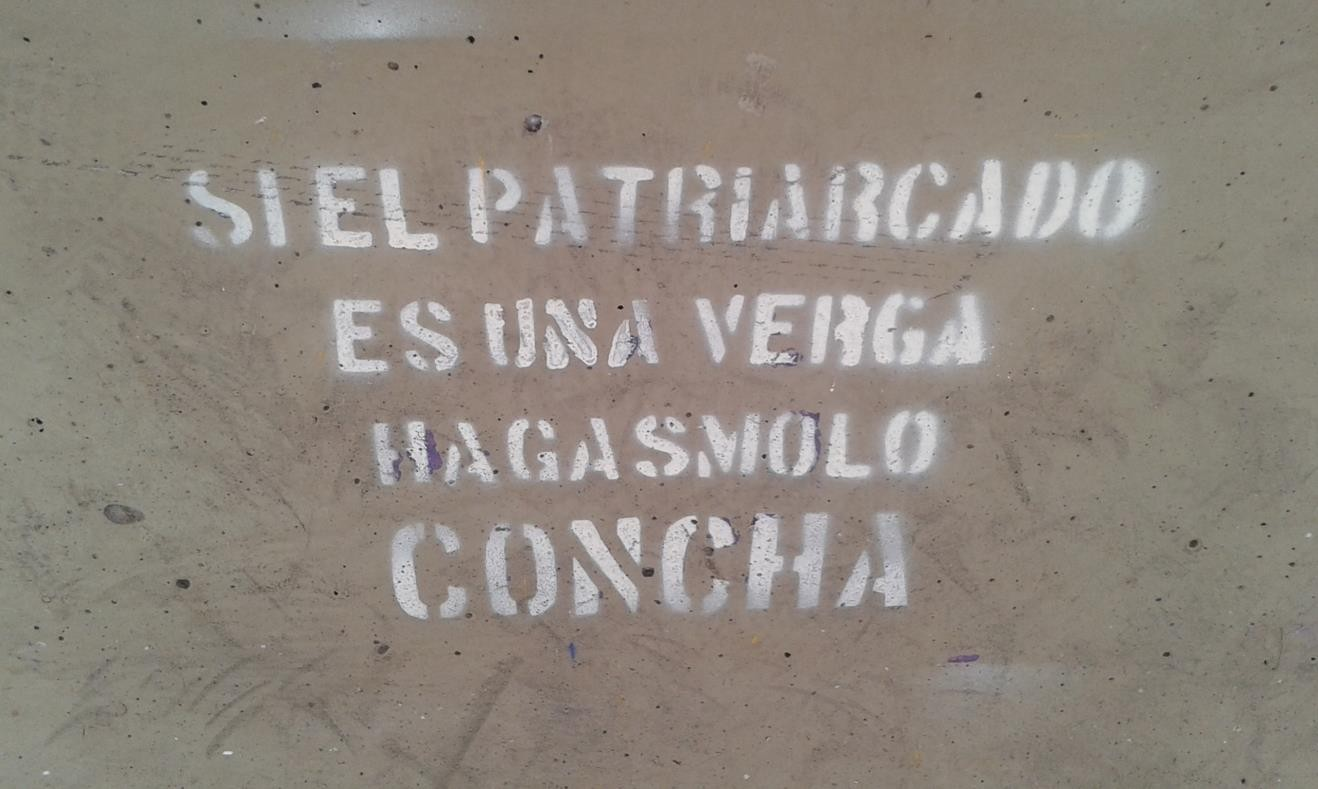 SI EL PATRIARCADO
ES UNA VERGA
HAGASMOLO
CONCHA